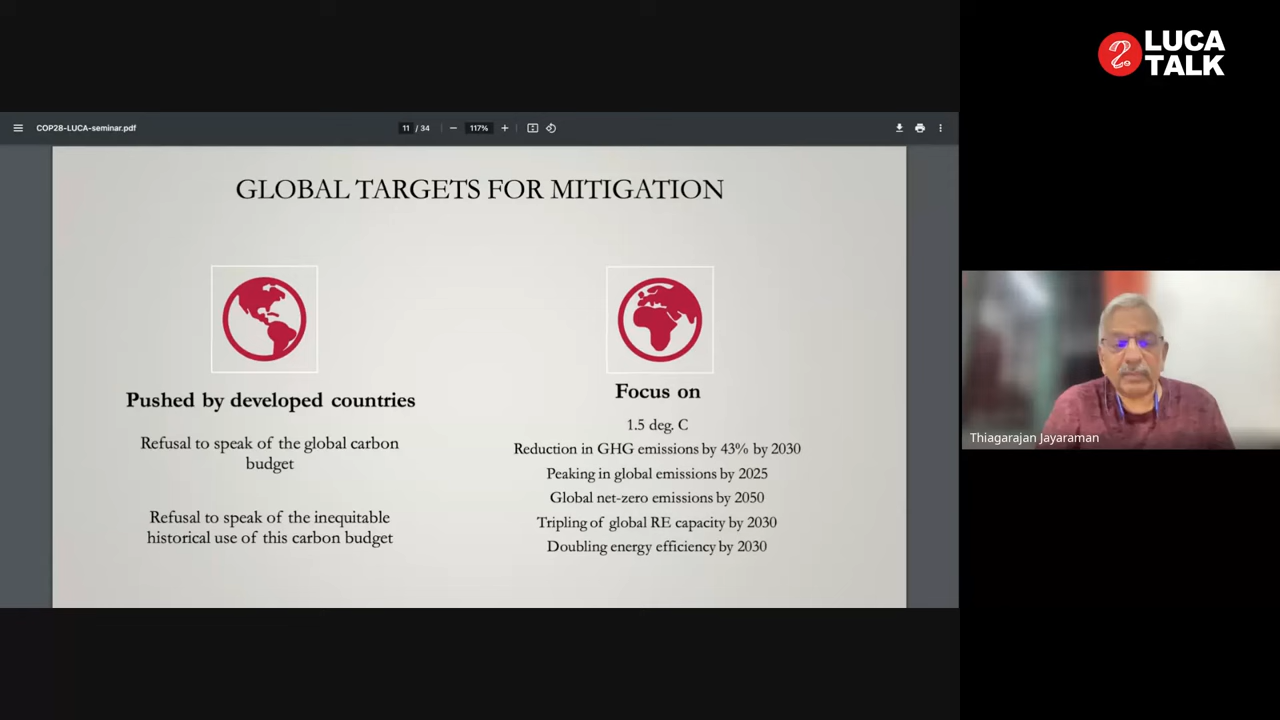 LUCA
TALK
COP28-LUCA-seminar.pdf
11 / 34
117%
GLOBAL TARGETS FOR MITIGATION
Pushed by developed countries
Refusal to speak of the global carbon
budget
Refusal to speak of the inequitable
historical use of this carbon budget
Focus on
1.5 deg. C
Reduction in GHG emissions by 43% by 2030
Peaking in global emissions by 2025
Global net-zero emissions by 2050
Tripling of global RE capacity by 2030
Doubling energy efficiency by 2030
Thiagarajan Jayaraman